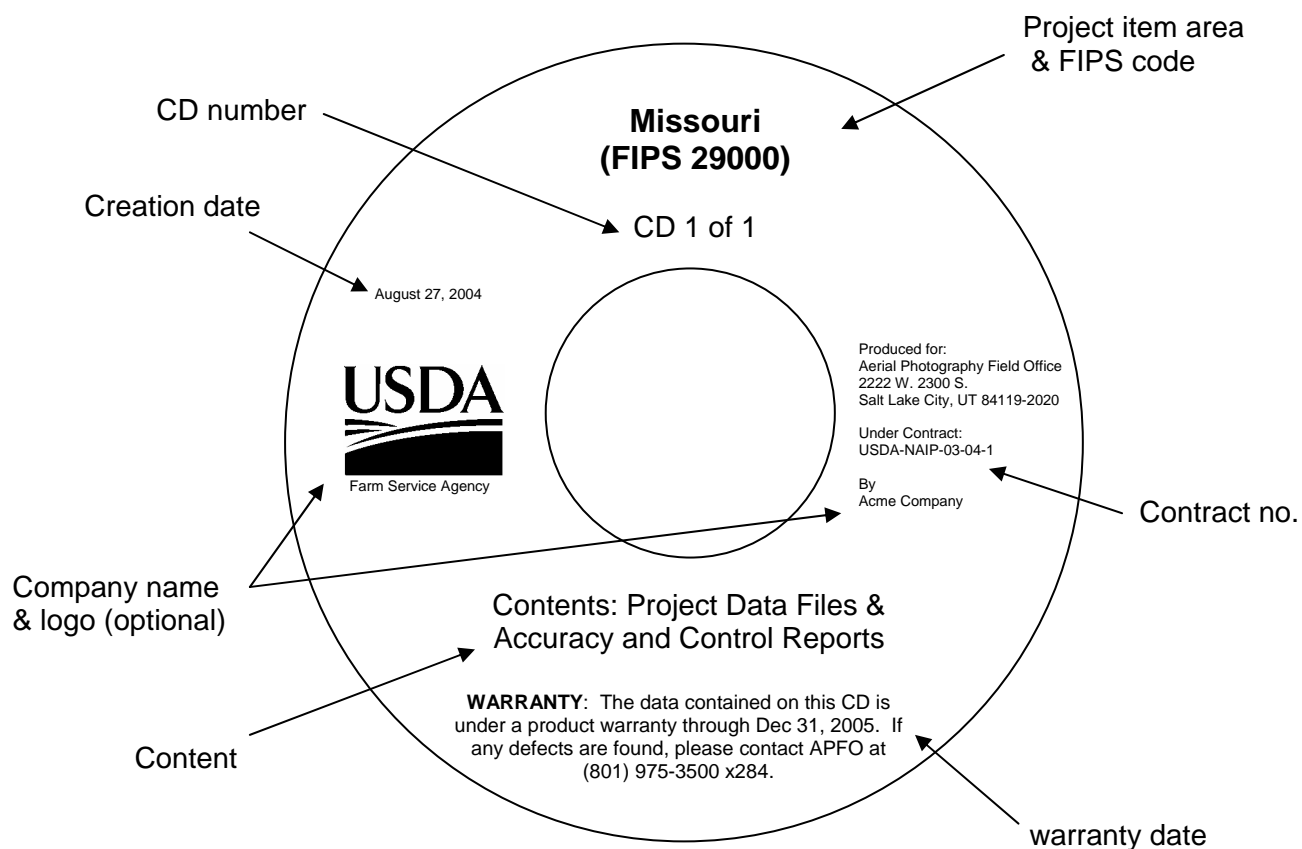 Project item area
& FIPS code
CD number
Missouri
(FIPS 29000)
Creation date
CD 1 of 1
August 27, 2004
USDA
Farm Service Agency
Produced for:
Aerial Photography Field Office
2222 W. 2300 S.
Salt Lake City, UT 84119-2020
Under Contract:
USDA-NAIP-03-04-1
By
Acme Company
Contract no.
Company name
& logo (optional)
Contents: Project Data Files &
Accuracy and Control Reports
WARRANTY:  The data contained on this CD is
under a product warranty through Dec 31, 2005.  If
any defects are found, please contact APFO at
(801) 975-3500 x284.
Content
warranty date